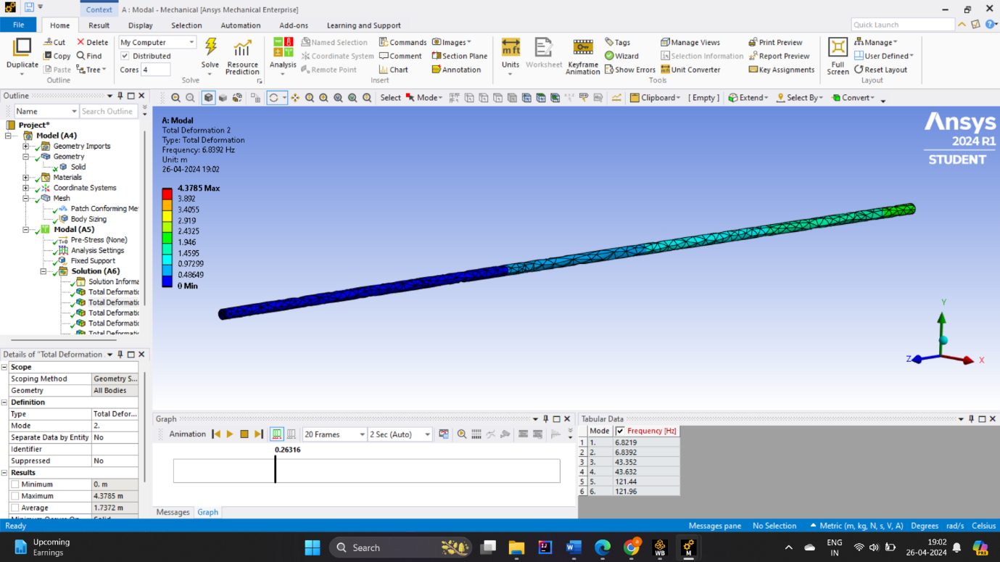 Context
A : Modal - Mechanical [Ansys Mechanical Enterprise]
File Home Result Display Selection Automation Add-ons Learning and Support
Quick Launch
Duplicate
Cut
Copy
Paste
Delete
Find
Tree
Outline
My Computer
Distributed
Cores 4
Solve
Resource
Prediction
Solve
Analysis
Named Selection
Coordinate System
Remote Point
Commands
Comment
Chart
Images
Section Plane
Annotation
Insert
mft
Units
Worksheet
Keyframe
Animation
Tags
Wizard
Show Errors
Manage Views
Selection Information
Unit Converter
Print Preview
Report Preview
Key Assignments
Tools
Full
Screen
Manage
User Defined
Reset Layout
Layout
Outline
Name Search Outline
Select Mode Clipboard [ Empty ] Extend Select By Convert
Project*
Model (A4)
Geometry Imports
Geometry
Solid
Materials
Coordinate Systems
Mesh
Patch Conforming Me
Body Sizing
Modal (A5)
Pre-Stress (None)
Analysis Settings
Fixed Support
Solution (A6)
Solution Informa
Total Deformatic
Total Deformatic
Total Deformatic
Total Deformatic
Total Deformatic
A: Modal
Total Deformation 2
Type: Total Deformation
Frequency: 6.8392 Hz
Unit: m
26-04-2024 19:02
4.3785 Max
3.892
3.4055
2.919
2.4325
1.946
1.4595
0.97299
0.48649
0 Min
Ansys
2024 R1
STUDENT
Y
Z
X
Details of "Total Deformation
Scope
Scoping Method Geometry S...
Geometry All Bodies
Definition
Type Total Defor...
Mode 2.
Separate Data by Entity No
Identifier
Suppressed No
Results
Minimum 0. m
Maximum 4.3785 m
Average 1.7372 m
Minimum Occurs On Solid
Graph
Animation 20 Frames 2 Sec (Auto)
0.26316
Messages Graph
Tabular Data
Mode Frequency [Hz]
1 1. 6.8219
2 2. 6.8392
3 3. 43.352
4 4. 43.632
5 5. 121.44
6 6. 121.96
Ready
Messages pane No Selection Metric (m, kg, N, s, V, A) Degrees rad/s Celsius
Upcoming
Earnings
Search
WB
M
ENG
IN
19:02
26-04-2024
PRE